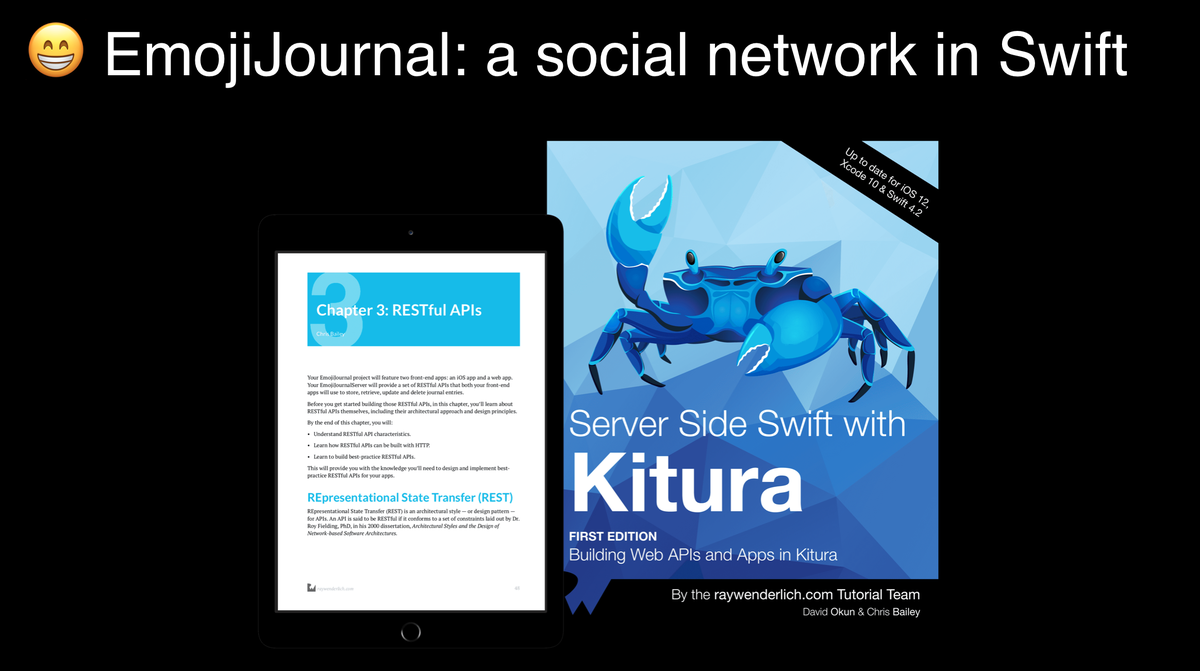 😁 EmojiJournal: a social network in Swift
3
Chapter 3: RESTful APIs
Chris Bailey
Your EmojiJournal project will feature two front-end apps: an iOS app and a web app.
Your EmojiJournalServer will provide a set of RESTful APIs that both your front-end
apps will use to store, retrieve, update and delete journal entries.
Before you get started building those RESTful APIs, in this chapter, you'll learn about
RESTful APIs themselves, including their architectural approach and design principles.
By the end of this chapter, you will:
• Understand RESTful API characteristics.
• Learn how RESTful APIs can be built with HTTP.
• Learn to build best-practice RESTful APIs.
This will provide you with the knowledge you'll need to design and implement best-
practice RESTful APIs for your apps.
REpresentational State Transfer (REST)
REpresentational State Transfer (REST) is an architectural style — or design pattern —
for APIs. An API is said to be RESTful if it conforms to a set of constraints laid out by Dr.
Roy Fielding, PhD, in his 2000 dissertation, Architectural Styles and the Design of
Network-based Software Architectures.
raywenderlich.com
Up to date for iOS 12,
Xcode 10 & Swift 4.2
Server Side Swift with
Kitura
FIRST EDITION
Building Web APIs and Apps in Kitura
By the raywenderlich.com Tutorial Team
David Okun & Chris Bailey